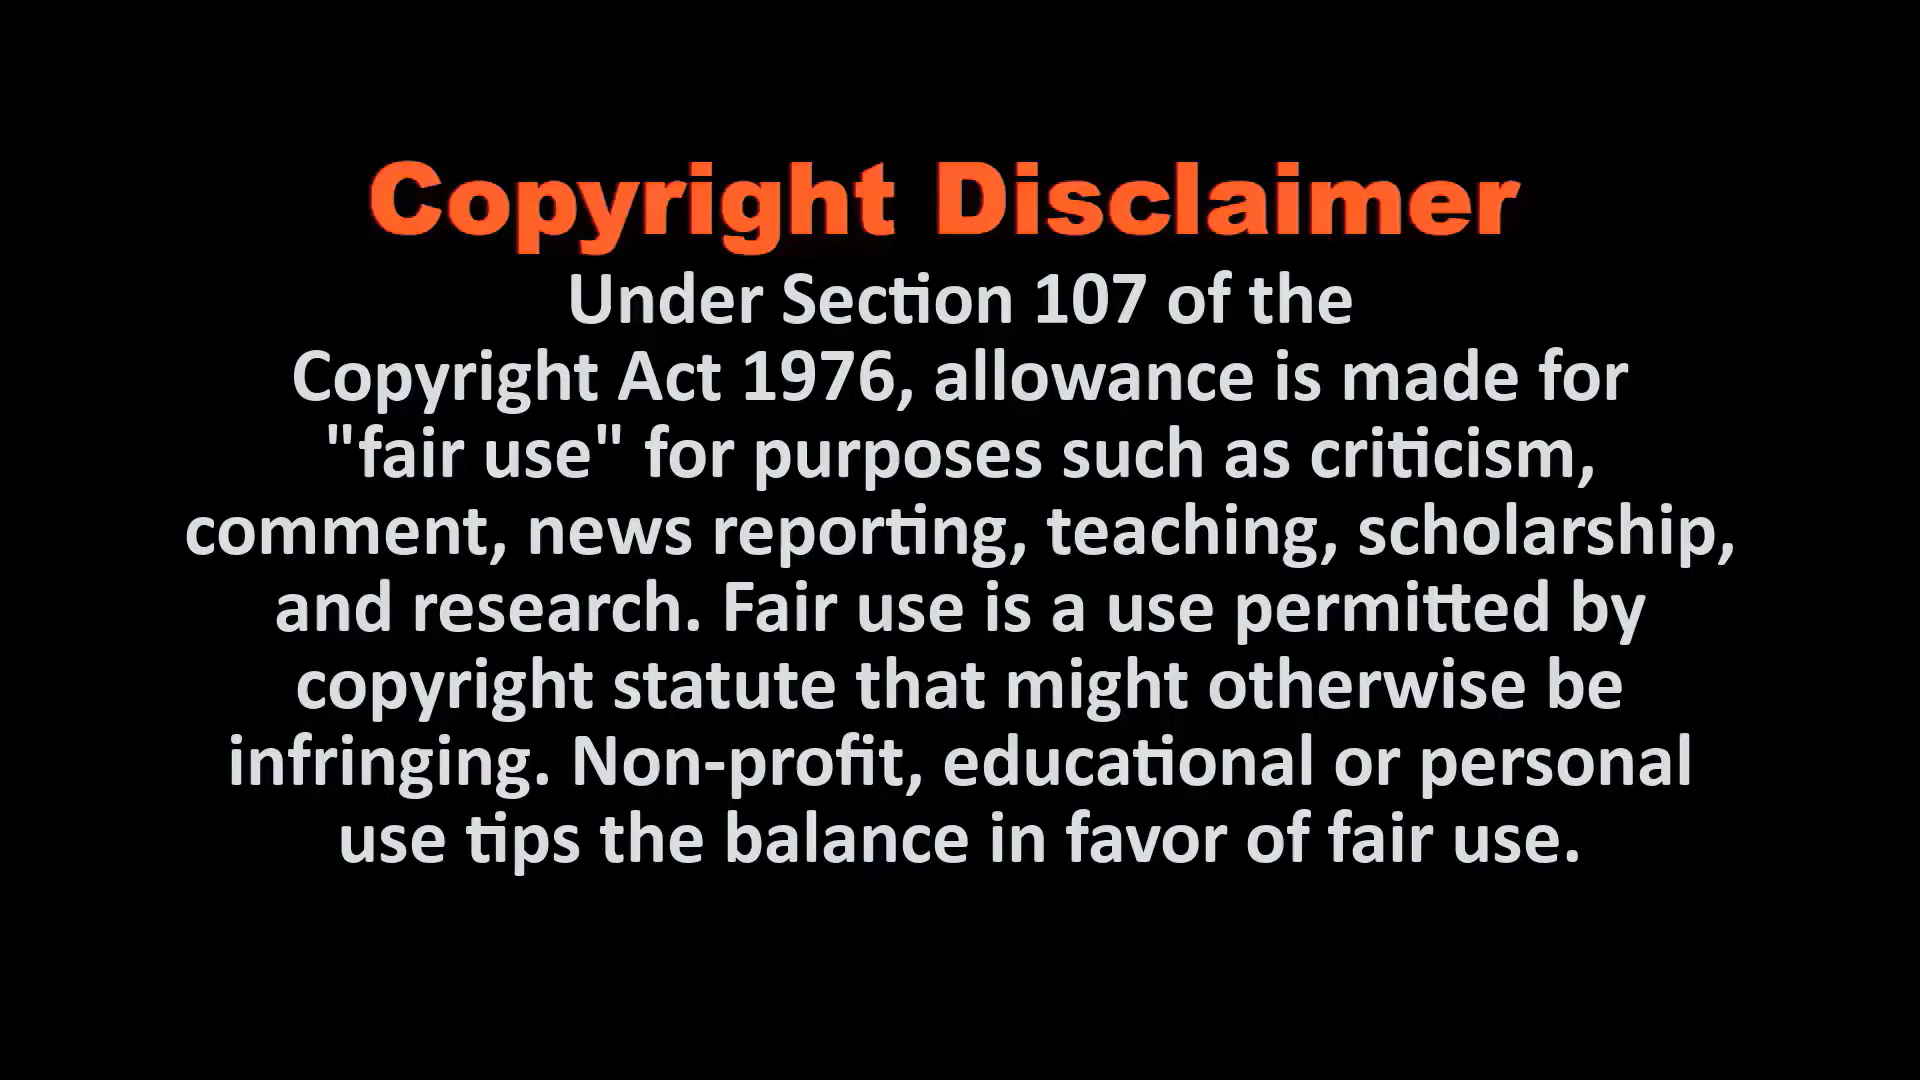 Copyright Disclaimer
Under Section 107 of the
Copyright Act 1976, allowance is made for
"fair use" for purposes such as criticism,
comment, news reporting, teaching, scholarship,
and research. Fair use is a use permitted by
copyright statute that might otherwise be
infringing. Non-profit, educational or personal
use tips the balance in favor of fair use.